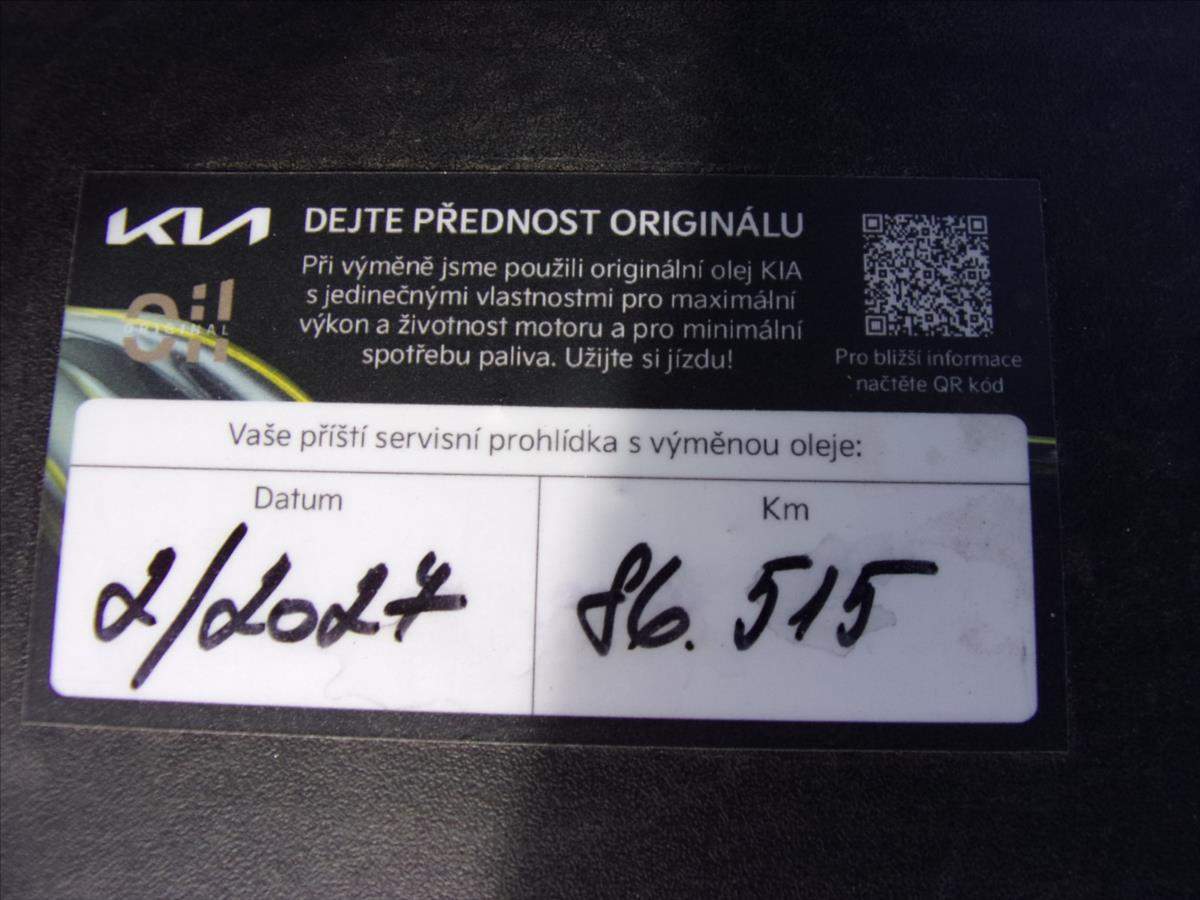 KIA
Oil
ORIGINAL
DEJTE PŘEDNOST ORIGINÁLU
Při výměně jsme použili originální olej KIA
s jedinečnými vlastnostmi pro maximální
výkon a životnost motoru a pro minimální
spotřebu paliva. Užijte si jízdu!
Pro bližší informace
načtěte QR kód
Vaše příští servisní prohlídka s výměnou oleje:
Datum
Km
2/2027
86.515